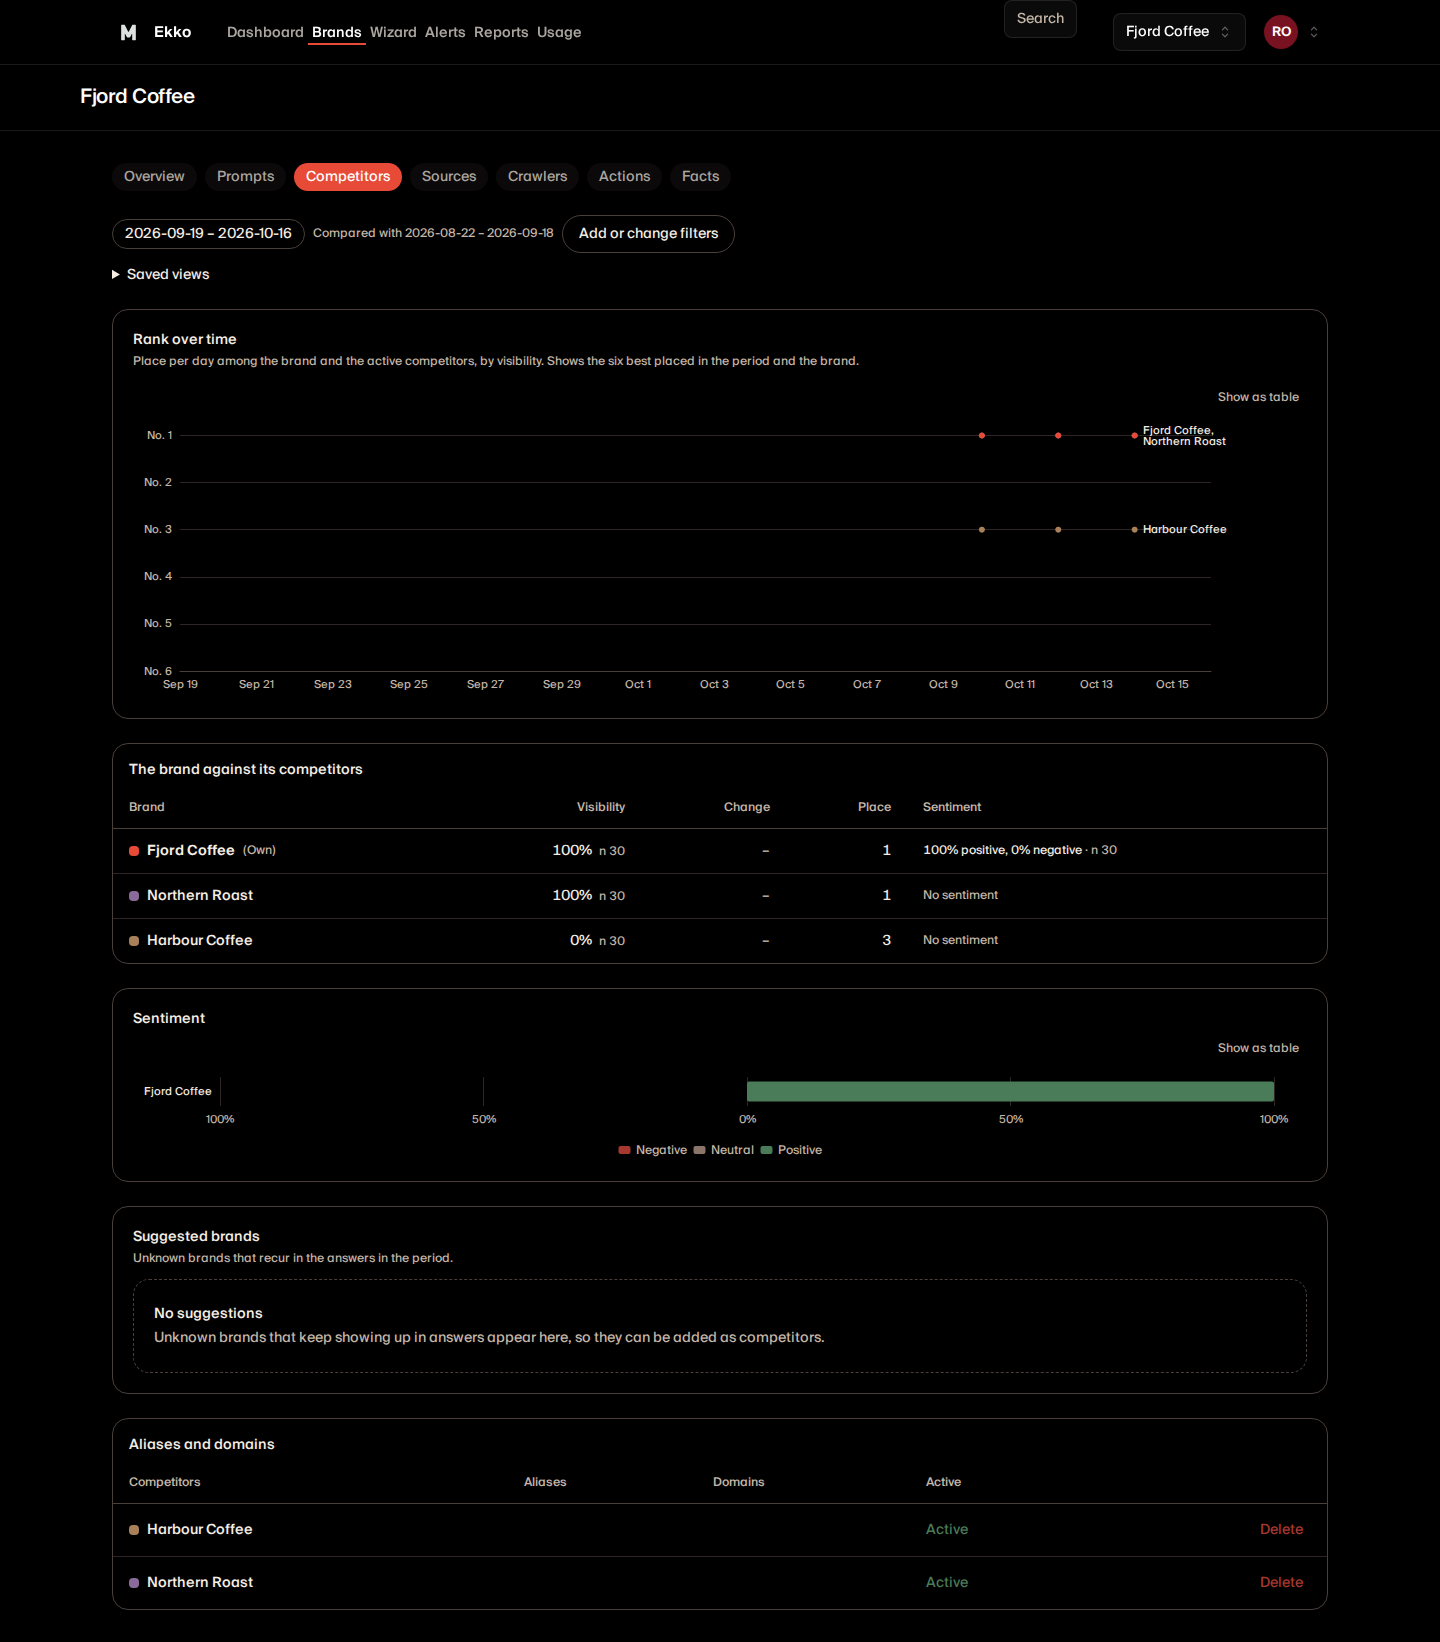 Ekko
Dashboard Brands Wizard Alerts Reports Usage
Search
Fjord Coffee
RO
Fjord Coffee
Overview Prompts Competitors Sources Crawlers Actions Facts
2026-09-19 – 2026-10-16 Compared with 2026-08-22 – 2026-09-18 Add or change filters
Saved views
Rank over time
Place per day among the brand and the active competitors, by visibility. Shows the six best placed in the period and the brand.
Show as table
No. 1
Fjord Coffee,
Northern Roast
No. 2
No. 3
Harbour Coffee
No. 4
No. 5
No. 6
Sep 19 Sep 21 Sep 23 Sep 25 Sep 27 Sep 29 Oct 1 Oct 3 Oct 5 Oct 7 Oct 9 Oct 11 Oct 13 Oct 15
The brand against its competitors
Brand Visibility Change Place Sentiment
Fjord Coffee (Own) 100% n 30 – 1 100% positive, 0% negative · n 30
Northern Roast 100% n 30 – 1 No sentiment
Harbour Coffee 0% n 30 – 3 No sentiment
Sentiment
Show as table
Fjord Coffee
100% 50% 0% 50% 100%
Negative Neutral Positive
Suggested brands
Unknown brands that recur in the answers in the period.
No suggestions
Unknown brands that keep showing up in answers appear here, so they can be added as competitors.
Aliases and domains
Competitors Aliases Domains Active
Harbour Coffee Active Delete
Northern Roast Active Delete